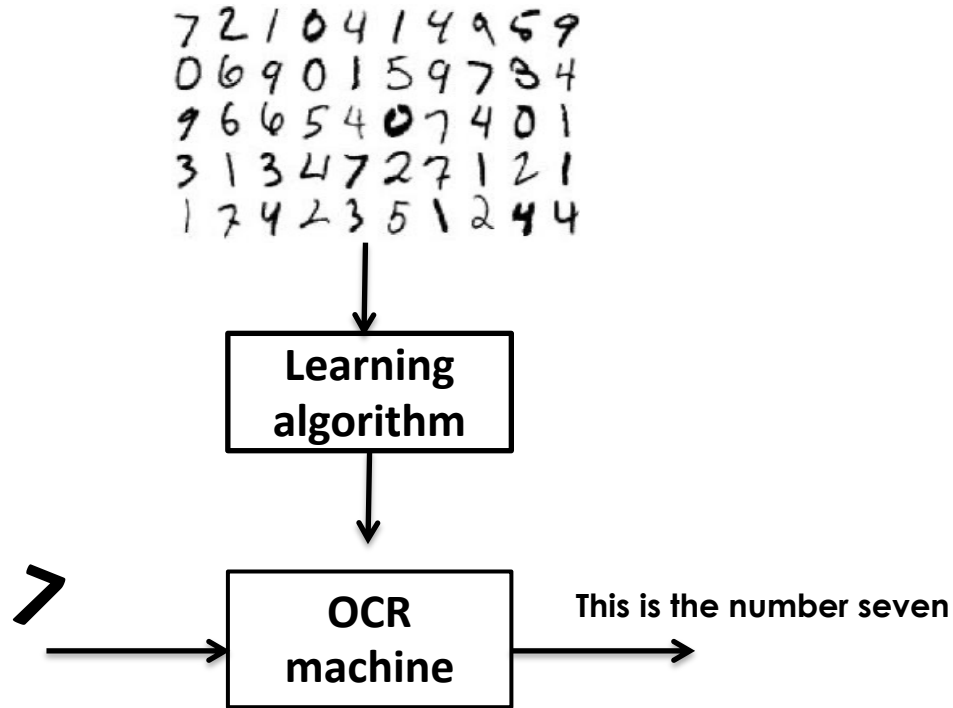 7 2 1 0 4 1 4 9 5 9
0 6 9 0 1 5 9 7 3 4
9 6 6 5 4 0 7 4 0 1
3 1 3 4 7 2 7 1 2 1
1 7 4 2 3 5 1 2 4 4
Learning
algorithm
7
OCR
machine
This is the number seven